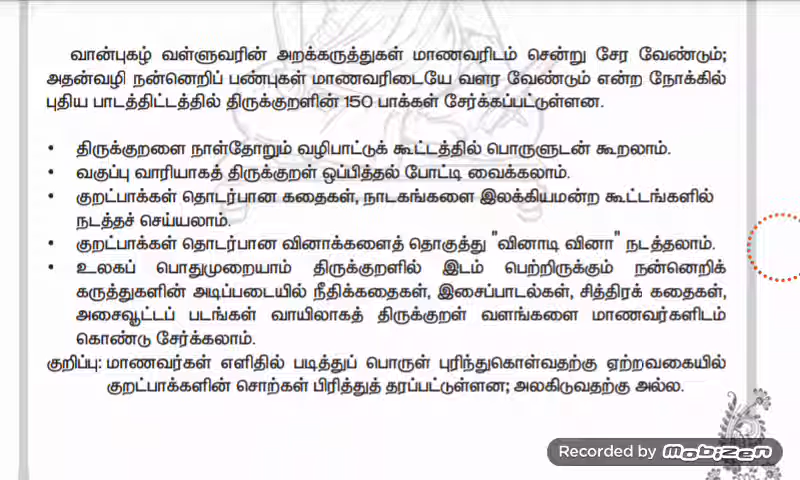 வான்புகழ் வள்ளுவரின் அறக்கருத்துகள் மாணவரிடம் சென்று சேர வேண்டும்;
அதன்வழி நன்னெறிப் பண்புகள் மாணவரிடையே வளர வேண்டும் என்ற நோக்கில்
புதிய பாடத்திட்டத்தில் திருக்குறளின் 150 பாக்கள் சேர்க்கப்பட்டுள்ளன.
• திருக்குறளை நாள்தோறும் வழிபாட்டுக் கூட்டத்தில் பொருளுடன் கூறலாம்.
• வகுப்பு வாரியாகத் திருக்குறள் ஒப்பித்தல் போட்டி வைக்கலாம்.
• குறட்பாக்கள் தொடர்பான கதைகள், நாடகங்களை இலக்கியமன்ற கூட்டங்களில்
நடத்தச் செய்யலாம்.
• குறட்பாக்கள் தொடர்பான வினாக்களைத் தொகுத்து "வினாடி வினா" நடத்தலாம்.
• உலகப் பொதுமுறையாம் திருக்குறளில் இடம் பெற்றிருக்கும் நன்னெறிக்
கருத்துகளின் அடிப்படையில் நீதிக்கதைகள், இசைப்பாடல்கள், சித்திரக் கதைகள்,
அசைவூட்டப் படங்கள் வாயிலாகத் திருக்குறள் வளங்களை மாணவர்களிடம்
கொண்டு சேர்க்கலாம்.
குறிப்பு: மாணவர்கள் எளிதில் படித்துப் பொருள் புரிந்துகொள்வதற்கு ஏற்றவகையில்
குறட்பாக்களின் சொற்கள் பிரித்துத் தரப்பட்டுள்ளன; அலகிடுவதற்கு அல்ல.
Recorded by Mobizen